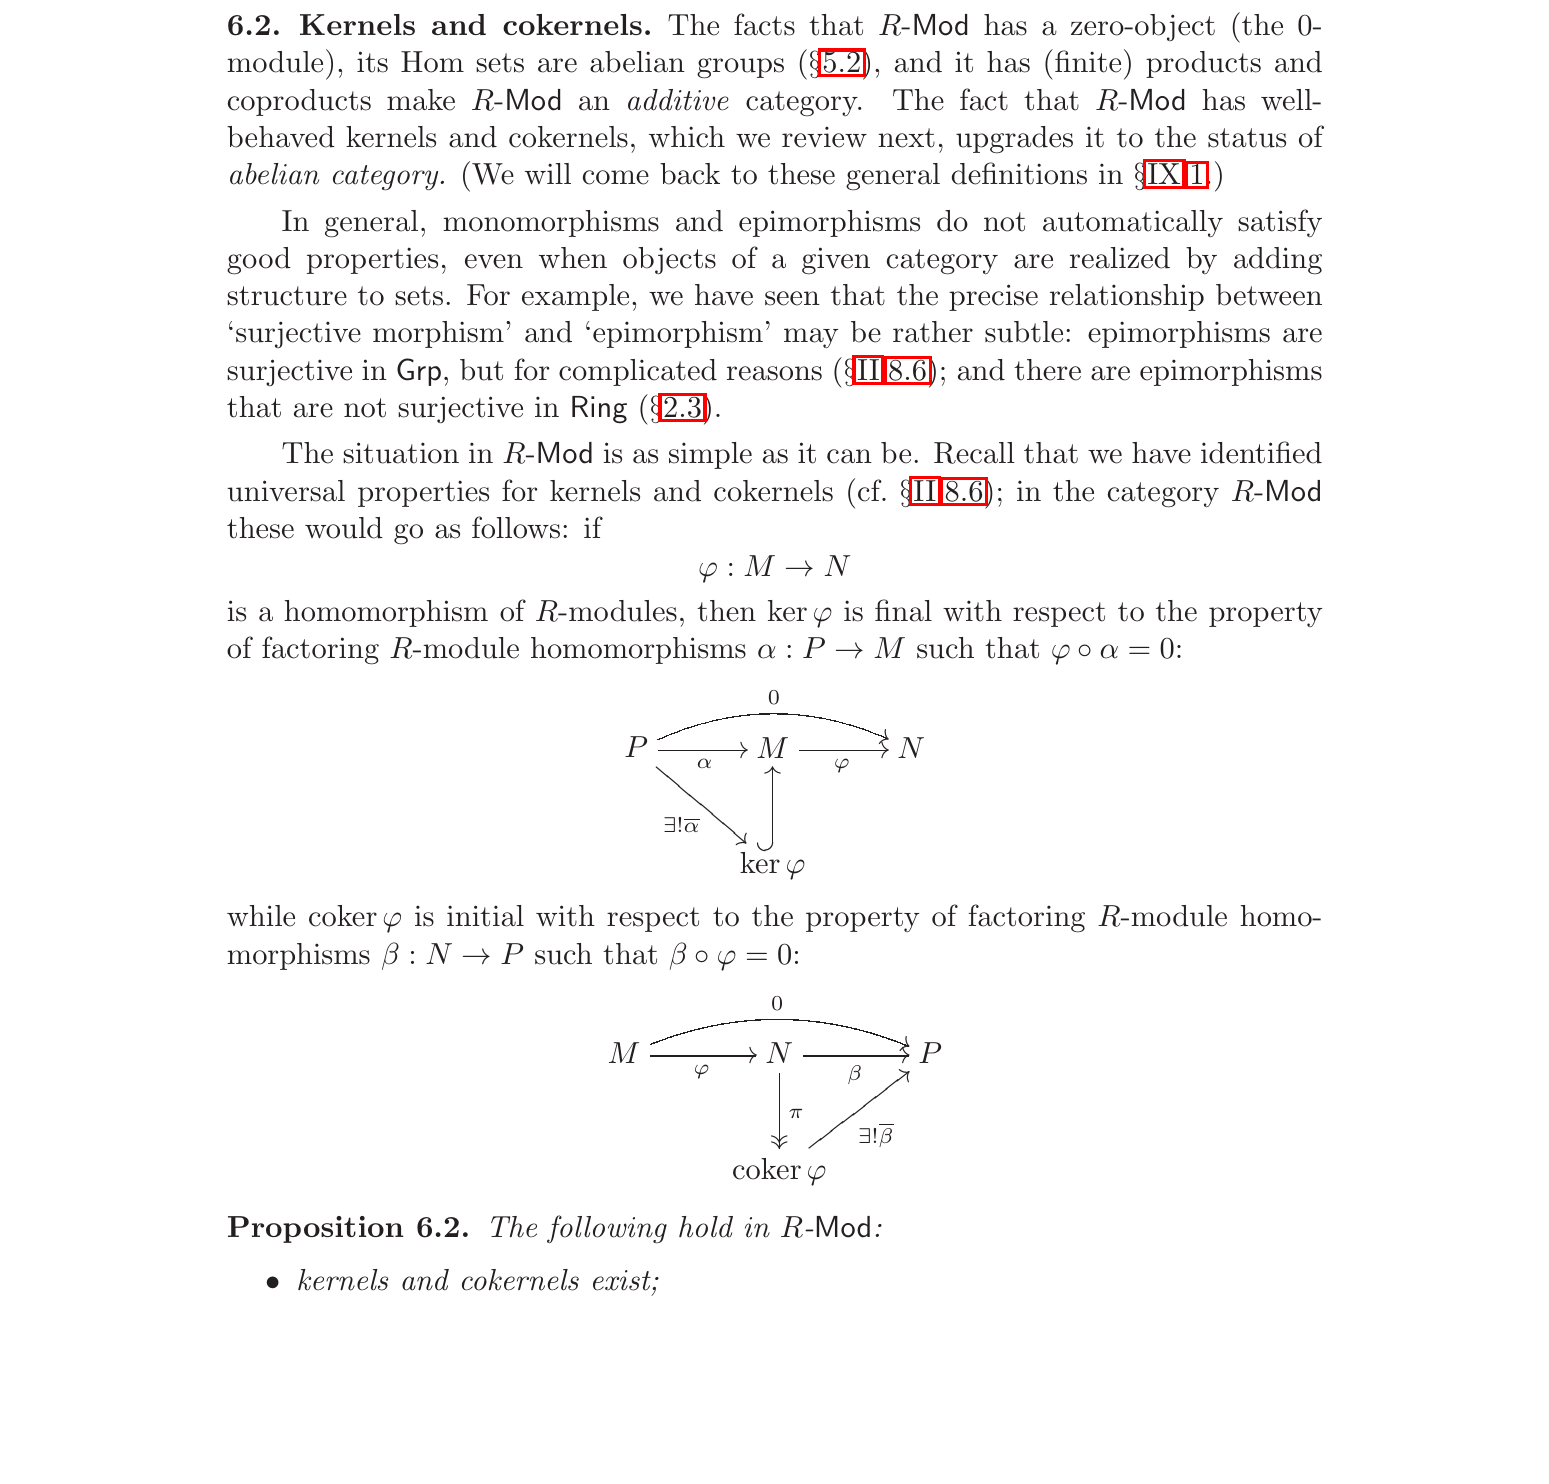 6.2. Kernels and cokernels. The facts that R-Mod has a zero-object (the 0-
module), its Hom sets are abelian groups (§5.2), and it has (finite) products and
coproducts make R-Mod an additive category. The fact that R-Mod has well-
behaved kernels and cokernels, which we review next, upgrades it to the status of
abelian category. (We will come back to these general definitions in §IX.1.)
In general, monomorphisms and epimorphisms do not automatically satisfy
good properties, even when objects of a given category are realized by adding
structure to sets. For example, we have seen that the precise relationship between
‘surjective morphism’ and ‘epimorphism’ may be rather subtle: epimorphisms are
surjective in Grp, but for complicated reasons (§II.8.6); and there are epimorphisms
that are not surjective in Ring (§2.3).
The situation in R-Mod is as simple as it can be. Recall that we have identified
universal properties for kernels and cokernels (cf. §II.8.6); in the category R-Mod
these would go as follows: if
φ : M → N
is a homomorphism of R-modules, then ker φ is final with respect to the property
of factoring R-module homomorphisms α : P → M such that φ ∘ α = 0:
0
P M N
α φ
∃!α̅
ker φ
while coker φ is initial with respect to the property of factoring R-module homo-
morphisms β : N → P such that β ∘ φ = 0:
0
M N P
φ β
π
∃!β̅
coker φ
Proposition 6.2. The following hold in R-Mod:
• kernels and cokernels exist;